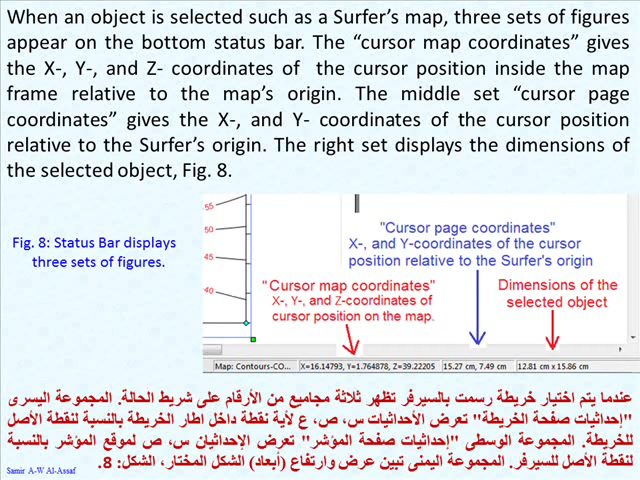 When an object is selected such as a Surfer's map, three sets of figures
appear on the bottom status bar. The "cursor map coordinates" gives
the X-, Y-, and Z- coordinates of the cursor position inside the map
frame relative to the map's origin. The middle set "cursor page
coordinates" gives the X-, and Y- coordinates of the cursor position
relative to the Surfer's origin. The right set displays the dimensions of
the selected object, Fig. 8.
Fig. 8: Status Bar displays
three sets of figures.
55
50
45
40
"Cursor page coordinates"
X-, and Y-coordinates of the cursor
position relative to the Surfer's origin
"Cursor map coordinates"
X-, Y-, and Z-coordinates of
cursor position on the map.
Dimensions of the
selected object
Map: Contours-CO...
X=16.14793, Y=1.764878, Z=39.22205
15.27 cm, 7.49 cm
12.81 cm x 15.86 cm
عندما يتم اختيار خريطة رسمت بالسيرفر تظهر ثلاثة مجاميع من الأرقام على شريط الحالة. المجموعة اليسرى
"إحداثيات صفحة الخريطة" تعرض الأحداثيات س، ص، ع لأية نقطة داخل اطار الخريطة بالنسبة لنقطة الأصل
للخريطة. المجموعة الوسطى "إحداثيات صفحة المؤشر" تعرض الإحداثيان س، ص لموقع المؤشر بالنسبة
لنقطة الأصل للسيرفر. المجموعة اليمنى تبين عرض وارتفاع (أبعاد) الشكل المختار، الشكل: 8.
Samir A-W Al-Assaf